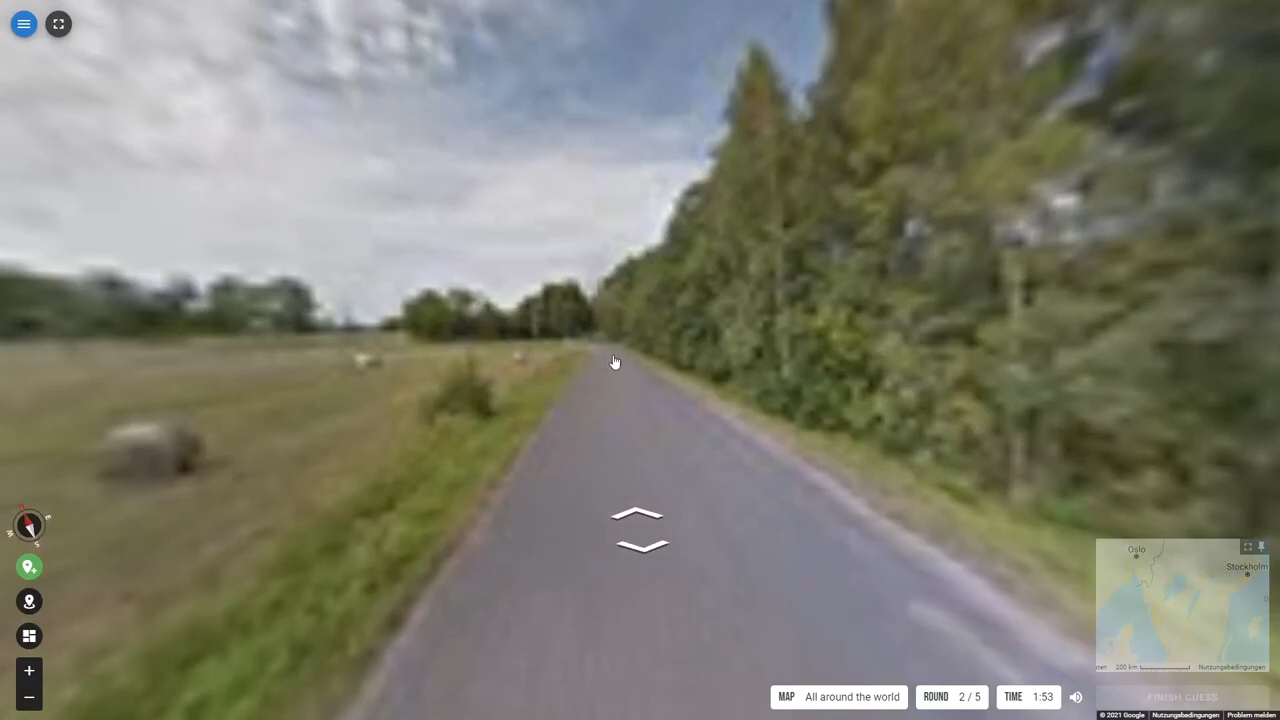 Oslo
Stockholm
200 km
Nutzungsbedingungen
N
E
W
S
+
−
MAP All around the world
ROUND 2 / 5
TIME 1:53
FINISH GUESS
© 2021 Google Nutzungsbedingungen Problem melden